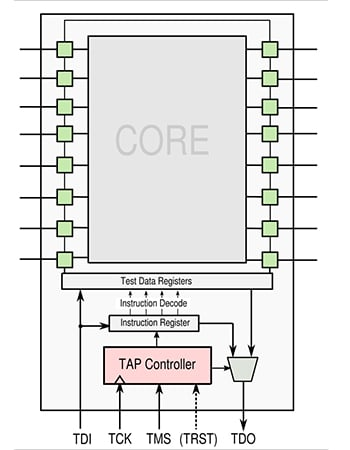 CORE
Test Data Registers
Instruction Decode
Instruction Register
TAP Controller
TDI TCK TMS (TRST) TDO